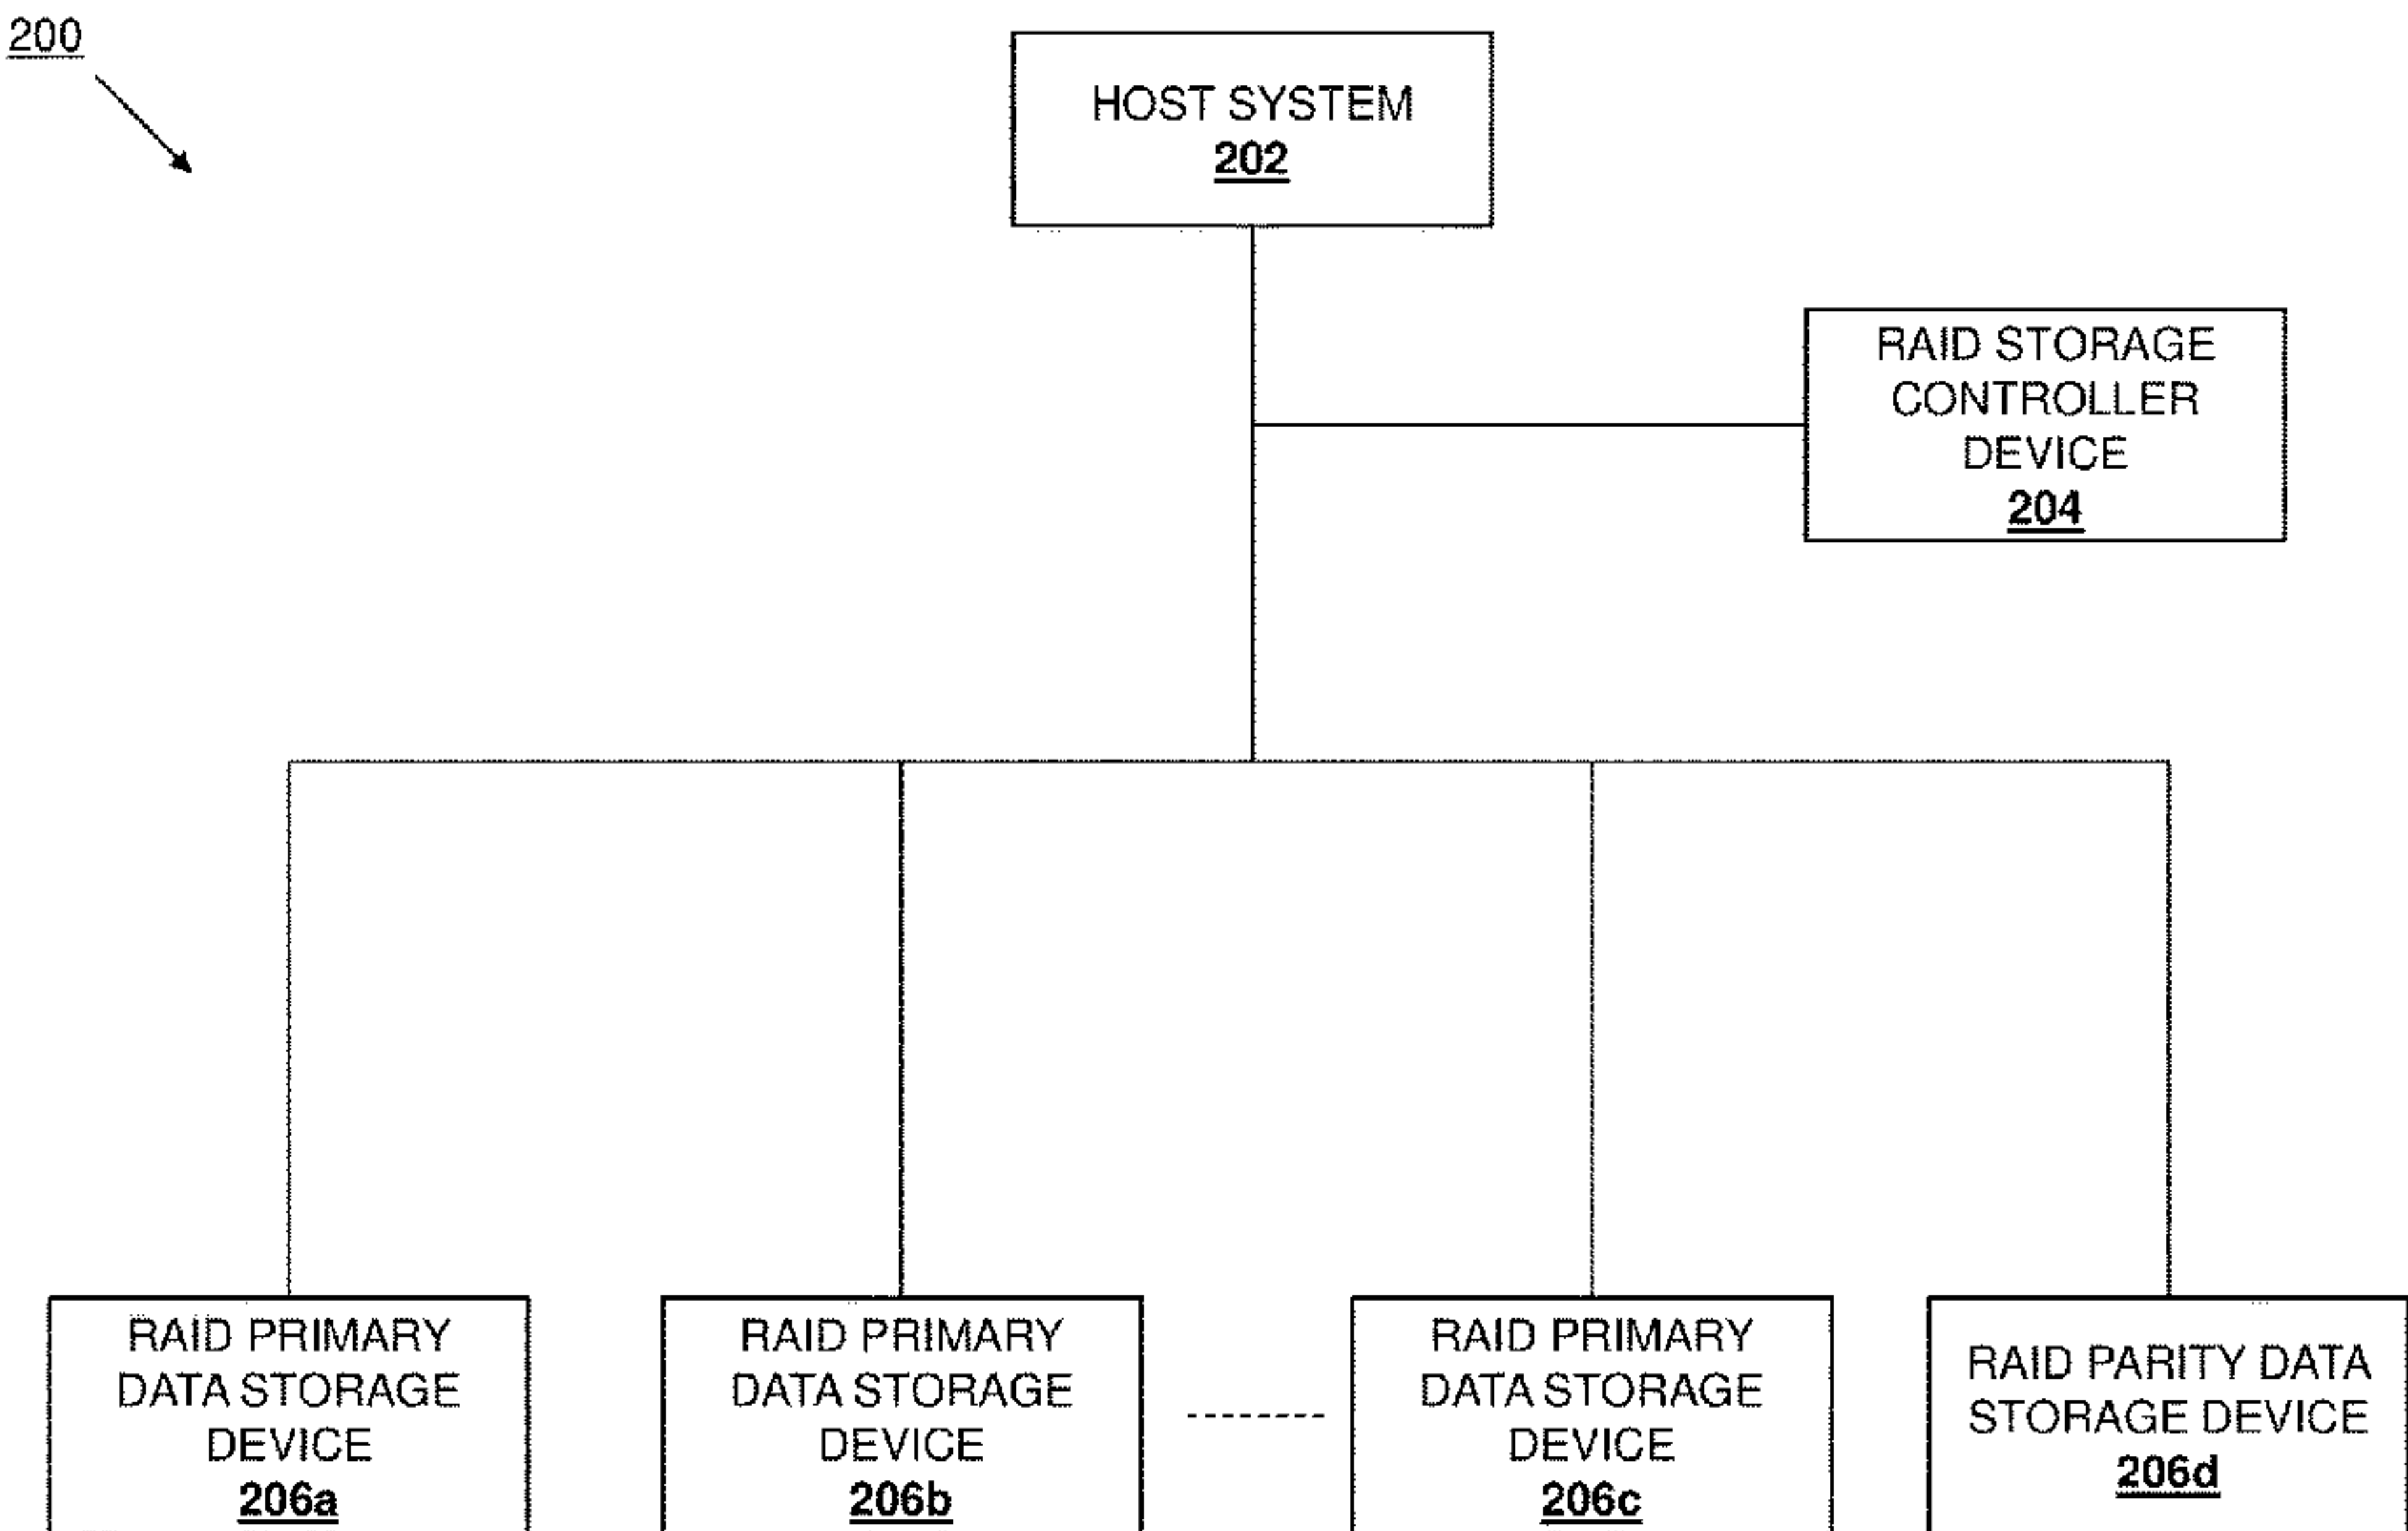 200
HOST SYSTEM
202
RAID STORAGE
CONTROLLER
DEVICE
204
RAID PRIMARY
DATA STORAGE
DEVICE
206a
RAID PRIMARY
DATA STORAGE
DEVICE
206b
RAID PRIMARY
DATA STORAGE
DEVICE
206c
RAID PARITY DATA
STORAGE DEVICE
206d